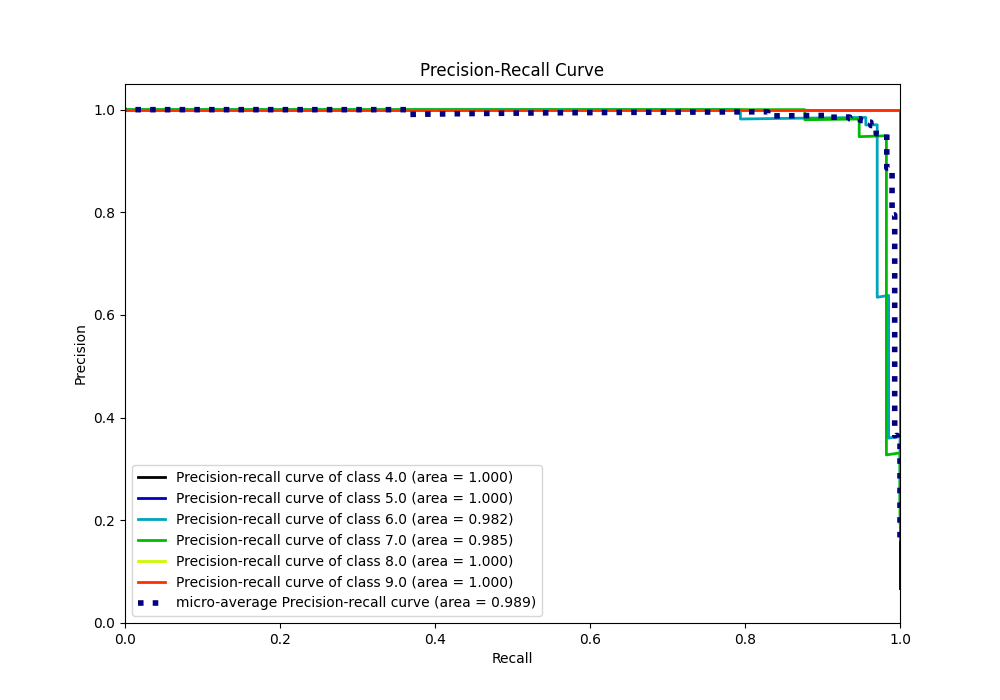 Precision-Recall Curve
1.0
0.8
0.6
0.4
0.2
0.0
Precision
Precision-recall curve of class 4.0 (area = 1.000)
Precision-recall curve of class 5.0 (area = 1.000)
Precision-recall curve of class 6.0 (area = 0.982)
Precision-recall curve of class 7.0 (area = 0.985)
Precision-recall curve of class 8.0 (area = 1.000)
Precision-recall curve of class 9.0 (area = 1.000)
micro-average Precision-recall curve (area = 0.989)
0.0 0.2 0.4 0.6 0.8 1.0
Recall